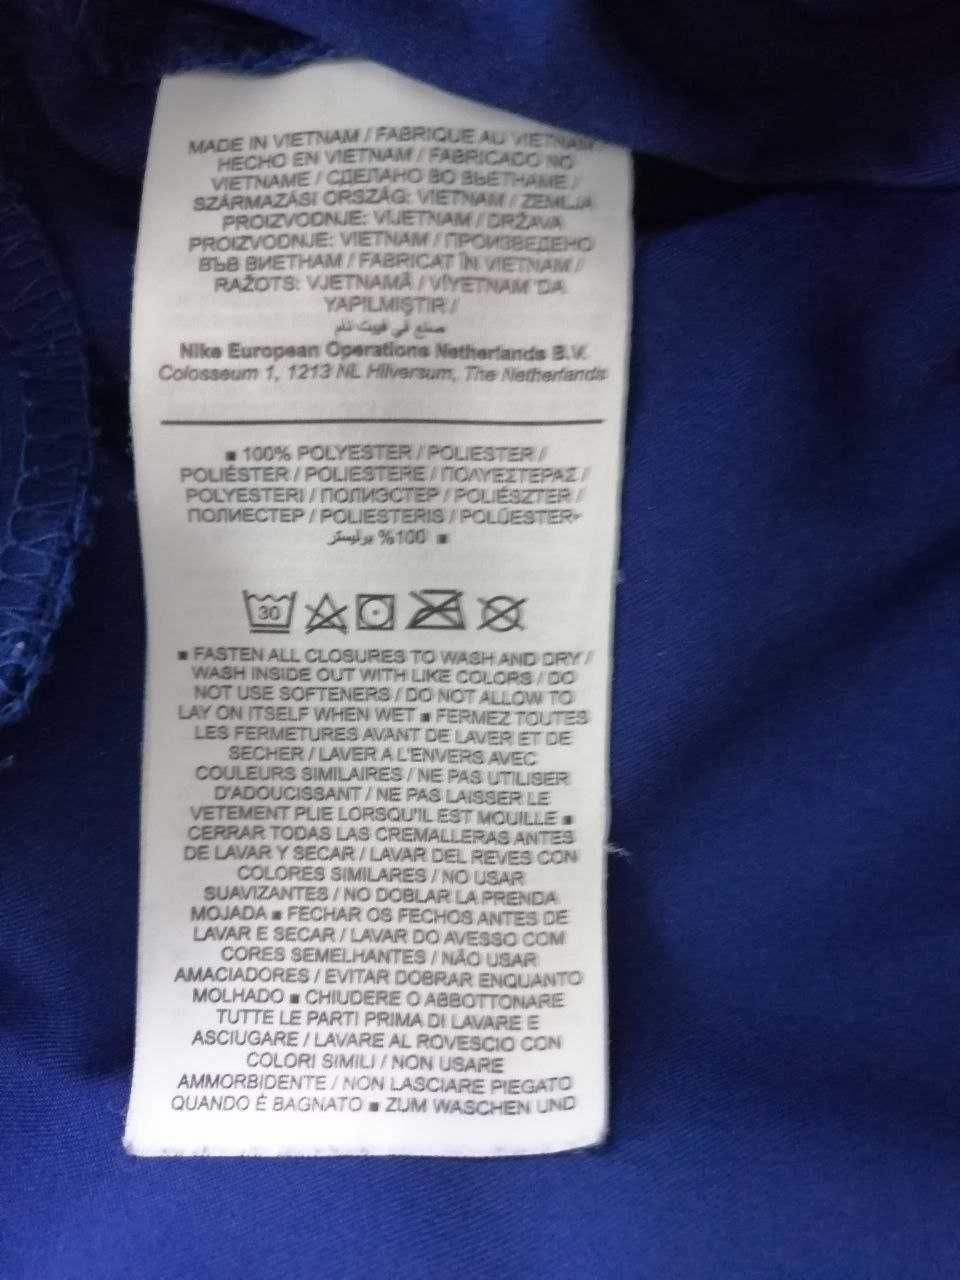 MADE IN VIETNAM / FABRIQUE AU VIETNAM
HECHO EN VIETNAM / FABRICADO NO
VIETNAME / СДЕЛАНО ВО ВЬЕТНАМЕ /
SZÁRMAZÁSI ORSZÁG: VIETNAM / ZEMLJA
PROIZVODNJE: VIJETNAM / DRŽAVA
PROIZVODNJE: VIETNAM / ПРОИЗВЕДЕНО
ВЪВ ВИЕТНАМ / FABRICAT ÎN VIETNAM /
RAŽOTS: VJETNAMĀ / VİYETNAM'DA
YAPILMIŞTIR /
صنع في فيت نام
Nike European Operations Netherlands B.V.
Colosseum 1, 1213 NL Hilversum, The Netherlands
■ 100% POLYESTER / POLIESTER /
POLIÉSTER / POLIESTERE / ΠΟΛΥΕΣΤΕΡΑΣ /
POLYESTERI / ПОЛИЭСТЕР / POLIÉSZTER /
ПОЛИЕСТЕР / POLIESTERIS / POLÜESTER
100% بوليستر ■
30
■ FASTEN ALL CLOSURES TO WASH AND DRY /
WASH INSIDE OUT WITH LIKE COLORS / DO
NOT USE SOFTENERS / DO NOT ALLOW TO
LAY ON ITSELF WHEN WET ■ FERMEZ TOUTES
LES FERMETURES AVANT DE LAVER ET DE
SECHER / LAVER A L'ENVERS AVEC
COULEURS SIMILAIRES / NE PAS UTILISER
D'ADOUCISSANT / NE PAS LAISSER LE
VETEMENT PLIE LORSQU'IL EST MOUILLE ■
CERRAR TODAS LAS CREMALLERAS ANTES
DE LAVAR Y SECAR / LAVAR DEL REVES CON
COLORES SIMILARES / NO USAR
SUAVIZANTES / NO DOBLAR LA PRENDA
MOJADA ■ FECHAR OS FECHOS ANTES DE
LAVAR E SECAR / LAVAR DO AVESSO COM
CORES SEMELHANTES / NÃO USAR
AMACIADORES / EVITAR DOBRAR ENQUANTO
MOLHADO ■ CHIUDERE O ABBOTTONARE
TUTTE LE PARTI PRIMA DI LAVARE E
ASCIUGARE / LAVARE AL ROVESCIO CON
COLORI SIMILI / NON USARE
AMMORBIDENTE / NON LASCIARE PIEGATO
QUANDO È BAGNATO ■ ZUM WASCHEN UND